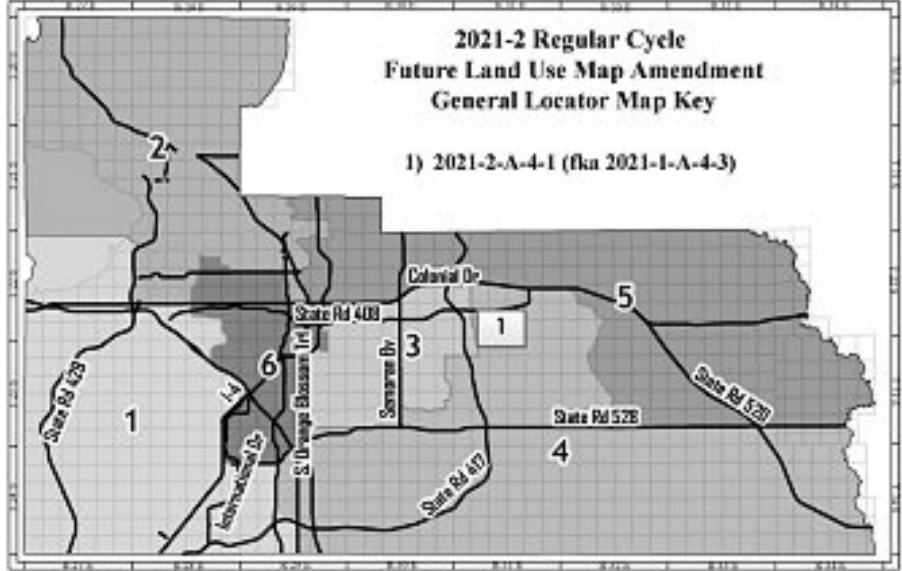 2021-2 Regular Cycle
Future Land Use Map Amendment
General Locator Map Key
1) 2021-2-A-4-1 (fka 2021-1-A-4-3)
2
Colonial Dr
5
State Rd 408
1
3
6
S. Orange Blossom Trl
Semoran Bv
State Rd 429
I-4
1
State Rd 520
State Rd 528
4
International Dr
State Rd 417